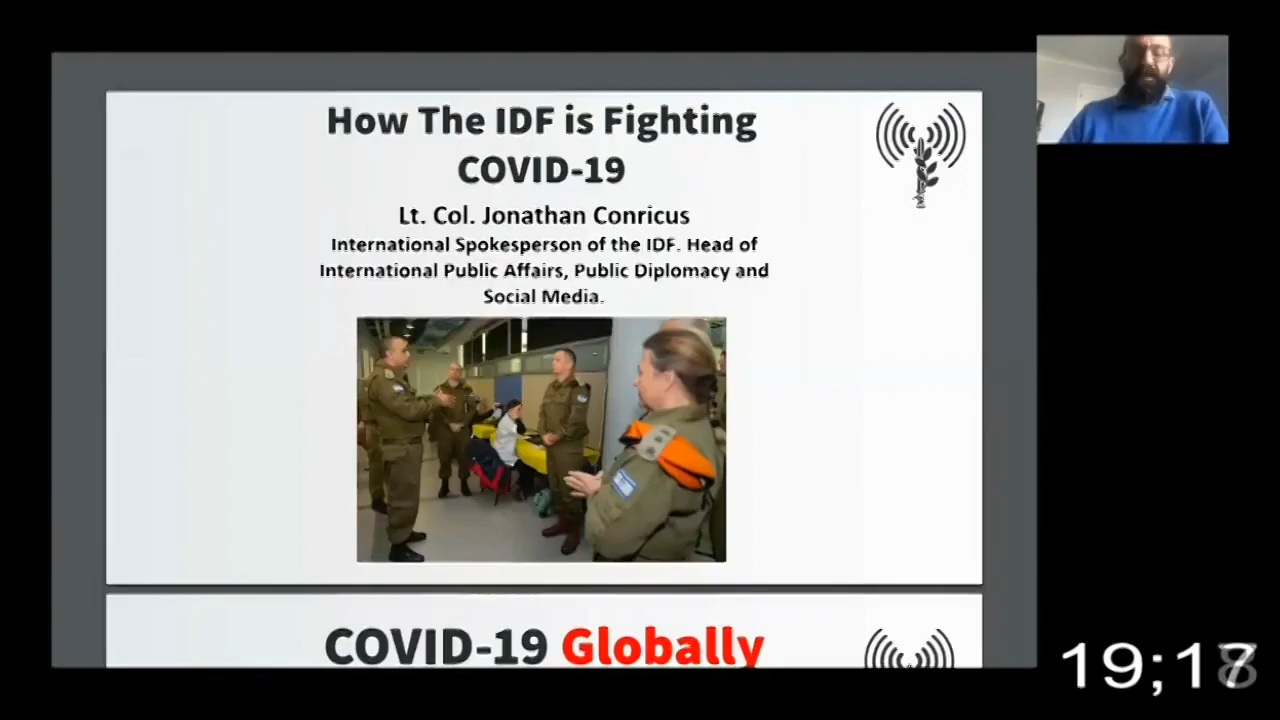 How The IDF is Fighting
COVID-19
Lt. Col. Jonathan Conricus
International Spokesperson of the IDF. Head of
International Public Affairs, Public Diplomacy and
Social Media.
COVID-19 Globally
19;17